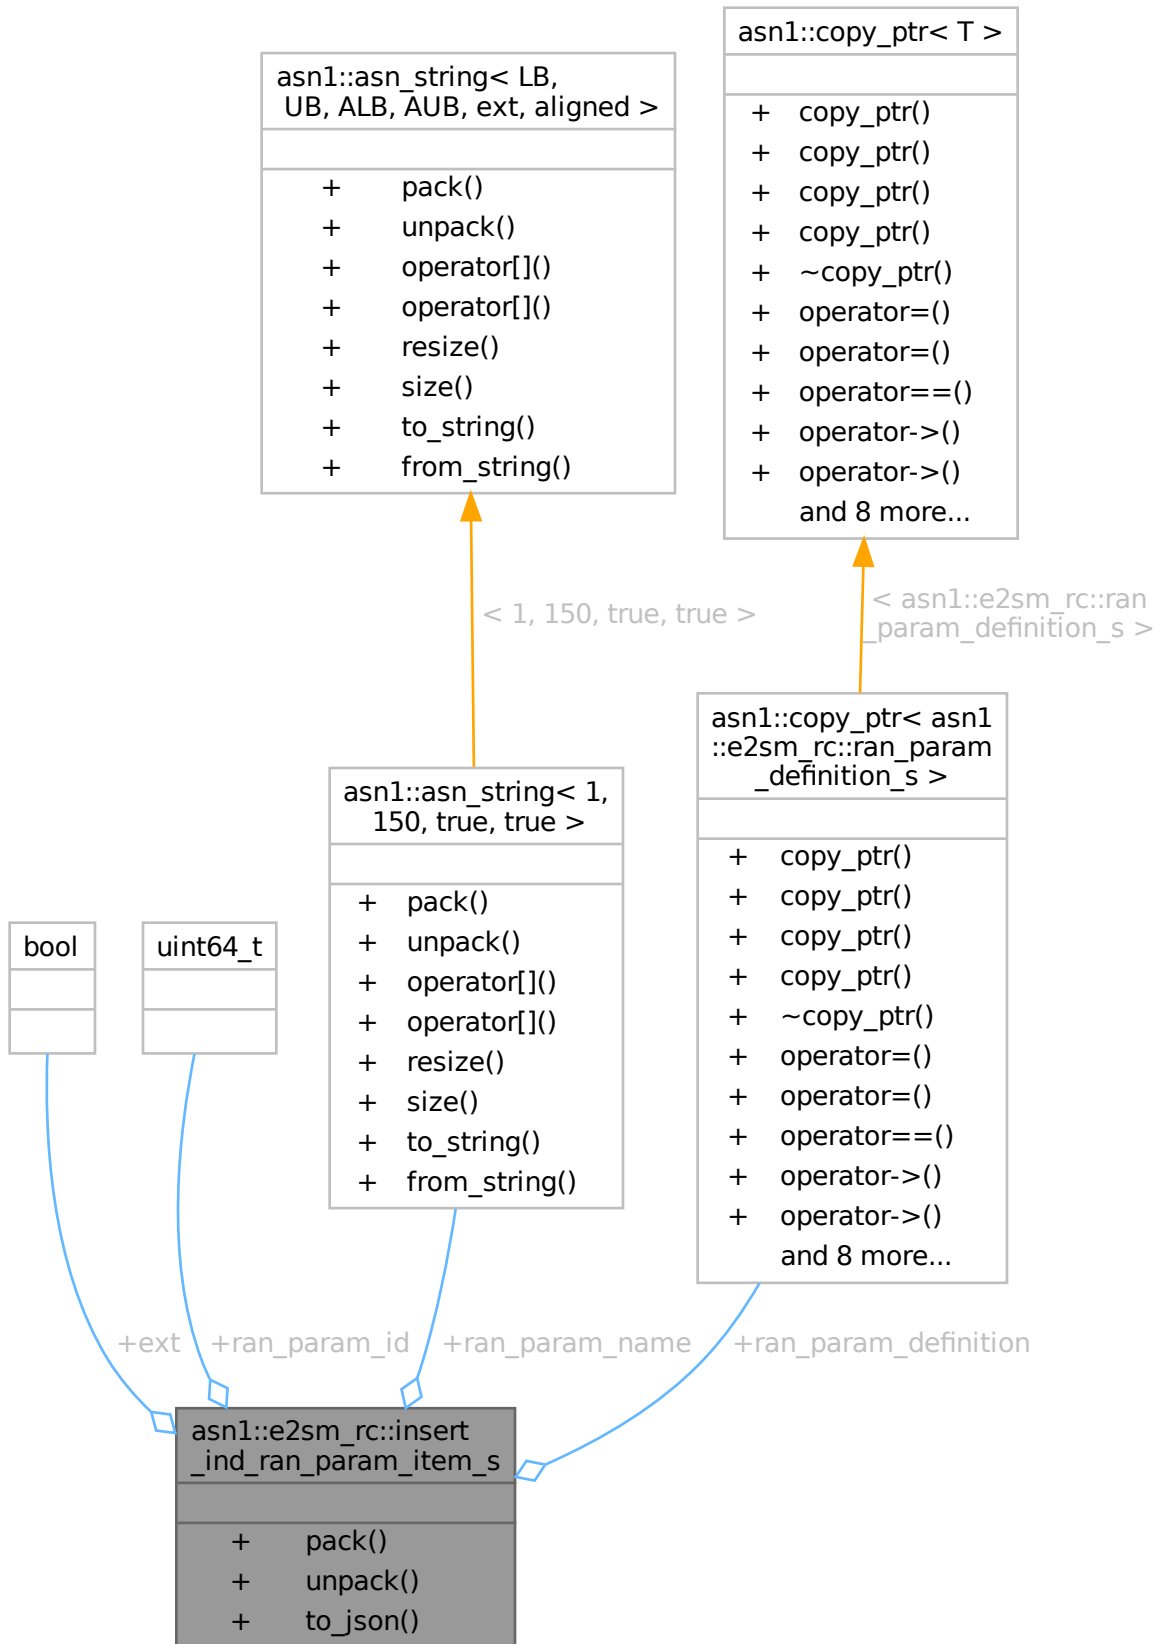 asn1::copy_ptr< T >
+ copy_ptr()
+ copy_ptr()
+ copy_ptr()
+ copy_ptr()
+ ~copy_ptr()
+ operator=()
+ operator=()
+ operator==()
+ operator->()
+ operator->()
and 8 more...
asn1::asn_string< LB,
UB, ALB, AUB, ext, aligned >
+ pack()
+ unpack()
+ operator[]()
+ operator[]()
+ resize()
+ size()
+ to_string()
+ from_string()
< 1, 150, true, true >
< asn1::e2sm_rc::ran
_param_definition_s >
asn1::copy_ptr< asn1
::e2sm_rc::ran_param
_definition_s >
+ copy_ptr()
+ copy_ptr()
+ copy_ptr()
+ copy_ptr()
+ ~copy_ptr()
+ operator=()
+ operator=()
+ operator==()
+ operator->()
+ operator->()
and 8 more...
asn1::asn_string< 1,
150, true, true >
+ pack()
+ unpack()
+ operator[]()
+ operator[]()
+ resize()
+ size()
+ to_string()
+ from_string()
bool
uint64_t
+ext
+ran_param_id
+ran_param_name
+ran_param_definition
asn1::e2sm_rc::insert
_ind_ran_param_item_s
+ pack()
+ unpack()
+ to_json()